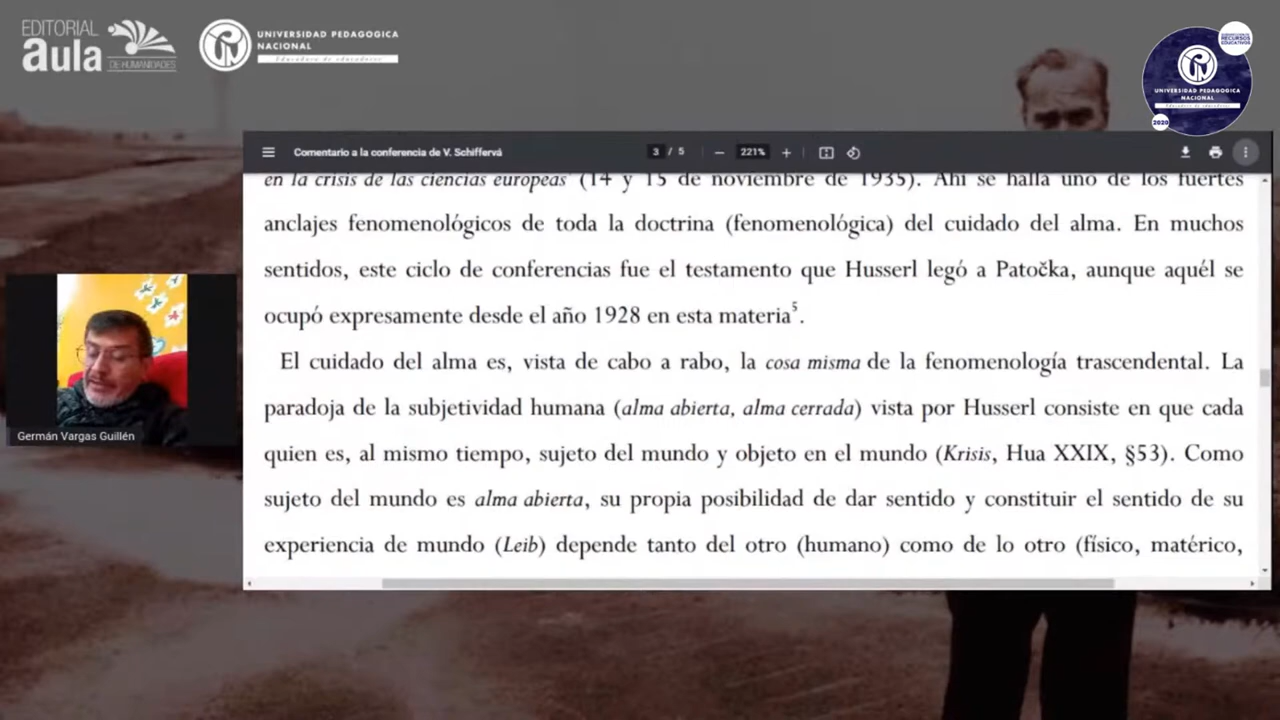 EDITORIAL
aula
DE HUMANIDADES
UNIVERSIDAD PEDAGOGICA
NACIONAL
Educadora de educadores
RECURSOS
EDUCATIVOS
UNIVERSIDAD PEDAGOGICA
NACIONAL
Educadora de educadores
2020
Comentario a la conferencia de V. Schiffervá
3 / 5
221%
en la crisis de las ciencias europeas" (14 y 15 de noviembre de 1935). Ahí se halla uno de los fuertes
anclajes fenomenológicos de toda la doctrina (fenomenológica) del cuidado del alma. En muchos
sentidos, este ciclo de conferencias fue el testamento que Husserl legó a Patočka, aunque aquél se
ocupó expresamente desde el año 1928 en esta materia⁵.
El cuidado del alma es, vista de cabo a rabo, la cosa misma de la fenomenología trascendental. La
paradoja de la subjetividad humana (alma abierta, alma cerrada) vista por Husserl consiste en que cada
quien es, al mismo tiempo, sujeto del mundo y objeto en el mundo (Krisis, Hua XXIX, §53). Como
sujeto del mundo es alma abierta, su propia posibilidad de dar sentido y constituir el sentido de su
experiencia de mundo (Leib) depende tanto del otro (humano) como de lo otro (físico, matérico,
Germán Vargas Guillén